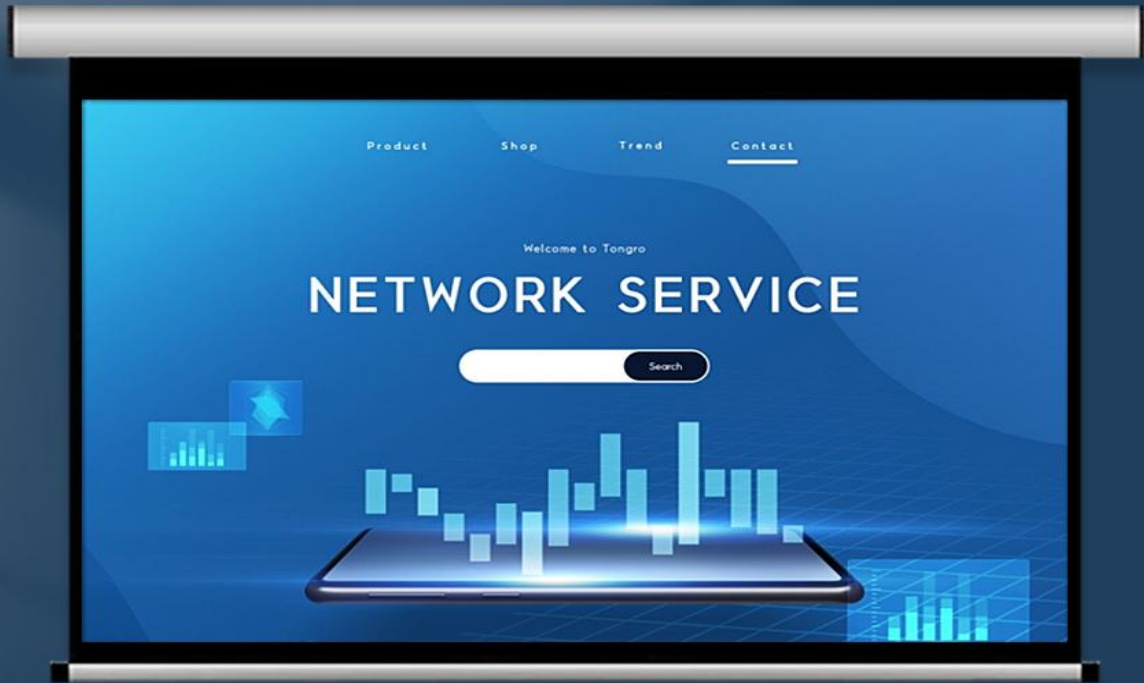 Product Shop Trend Contact
Welcome to Tongro
NETWORK SERVICE
Search